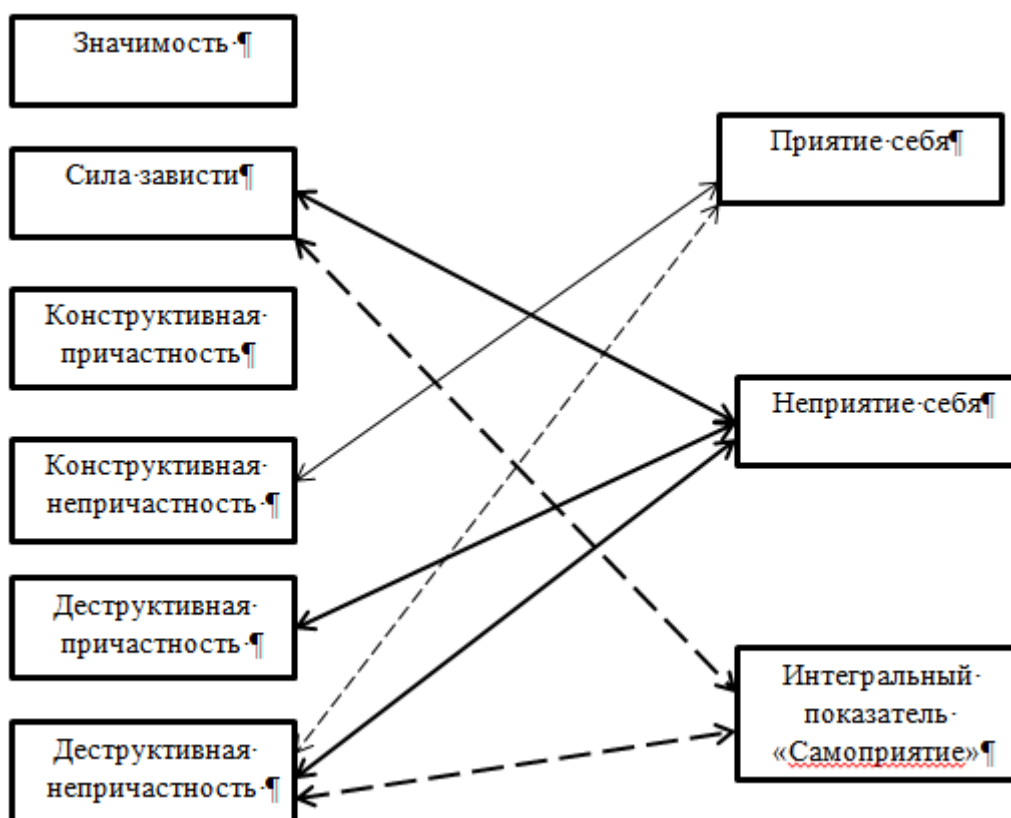 Значимость·¶
Сила·зависти¶
Конструктивная·
причастность¶
Конструктивная·
непричастность·¶
Деструктивная·
причастность·¶
Деструктивная·
непричастность·¶
Приятие·себя¶
Неприятие·себя¶
Интегральный·
показатель·
«Самоприятие»¶